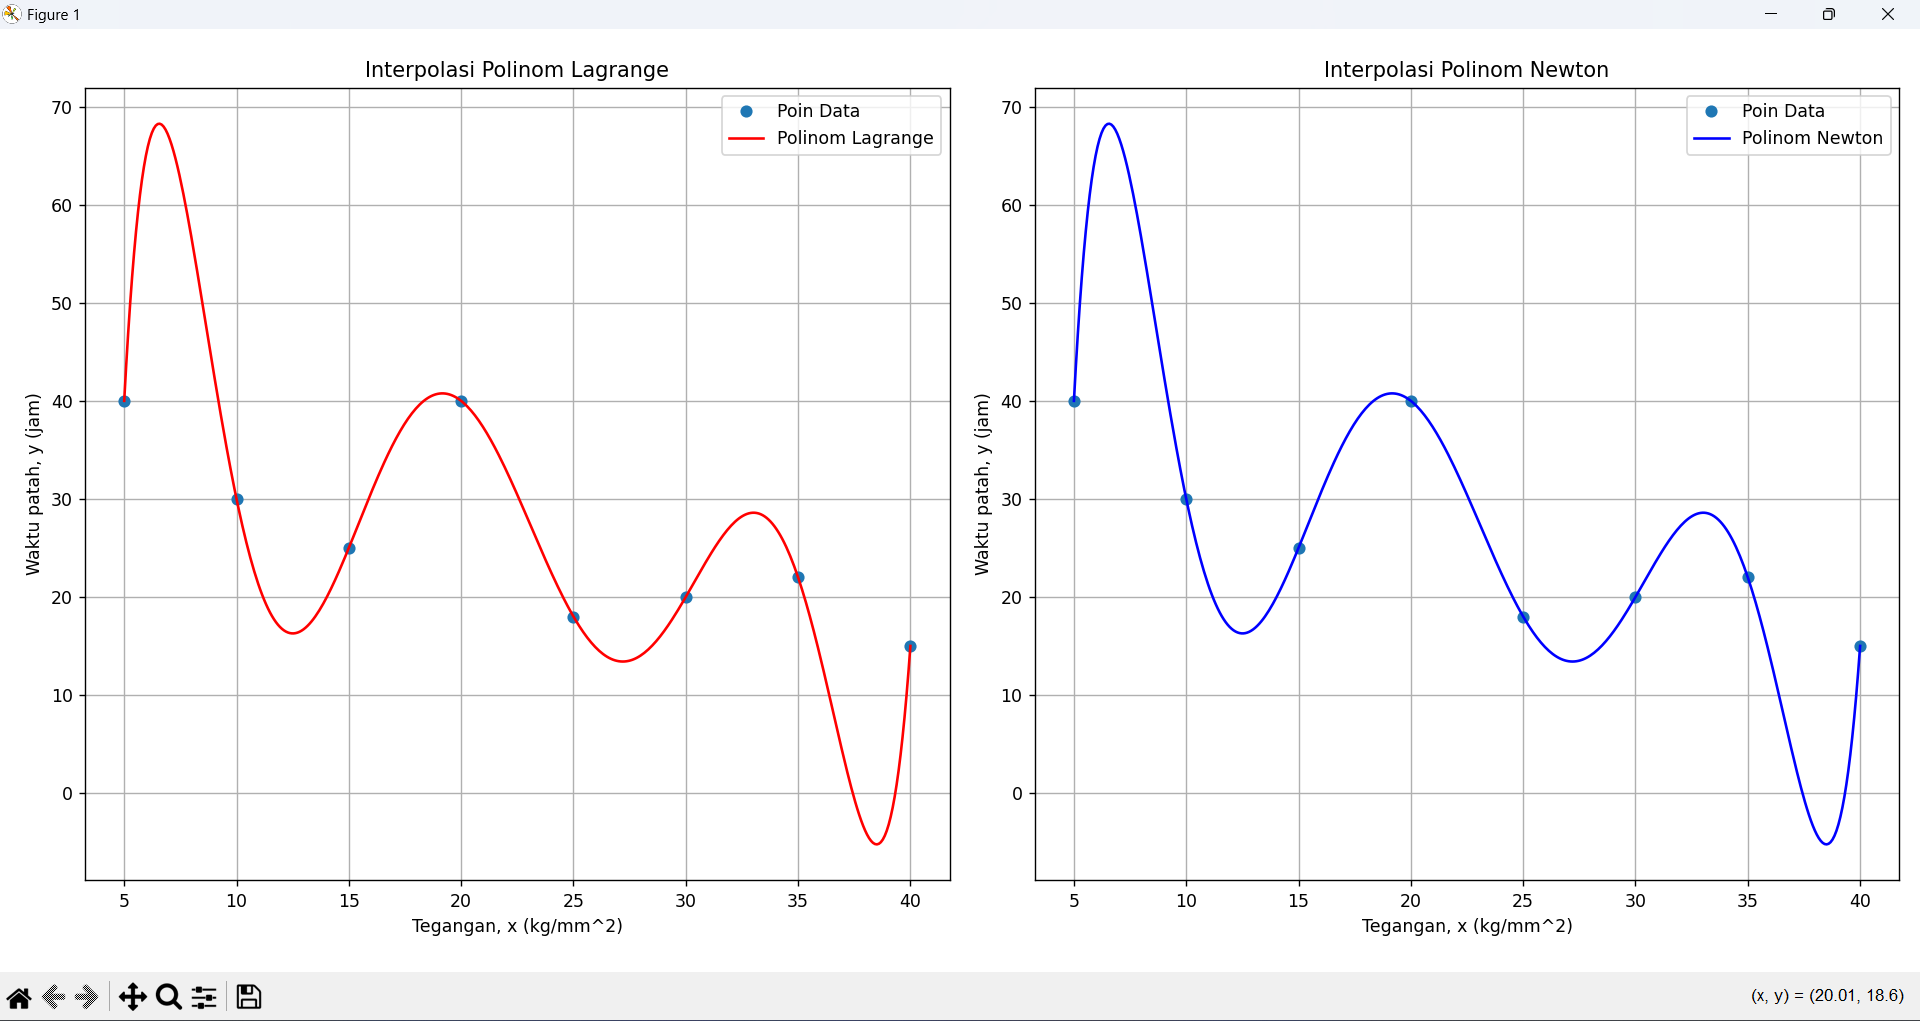 Figure 1
Interpolasi Polinom Lagrange
Poin Data
Polinom Lagrange
70
60
50
40
30
20
10
0
Waktu patah, y (jam)
5 10 15 20 25 30 35 40
Tegangan, x (kg/mm^2)
Interpolasi Polinom Newton
Poin Data
Polinom Newton
70
60
50
40
30
20
10
0
Waktu patah, y (jam)
5 10 15 20 25 30 35 40
Tegangan, x (kg/mm^2)
(x, y) = (20.01, 18.6)